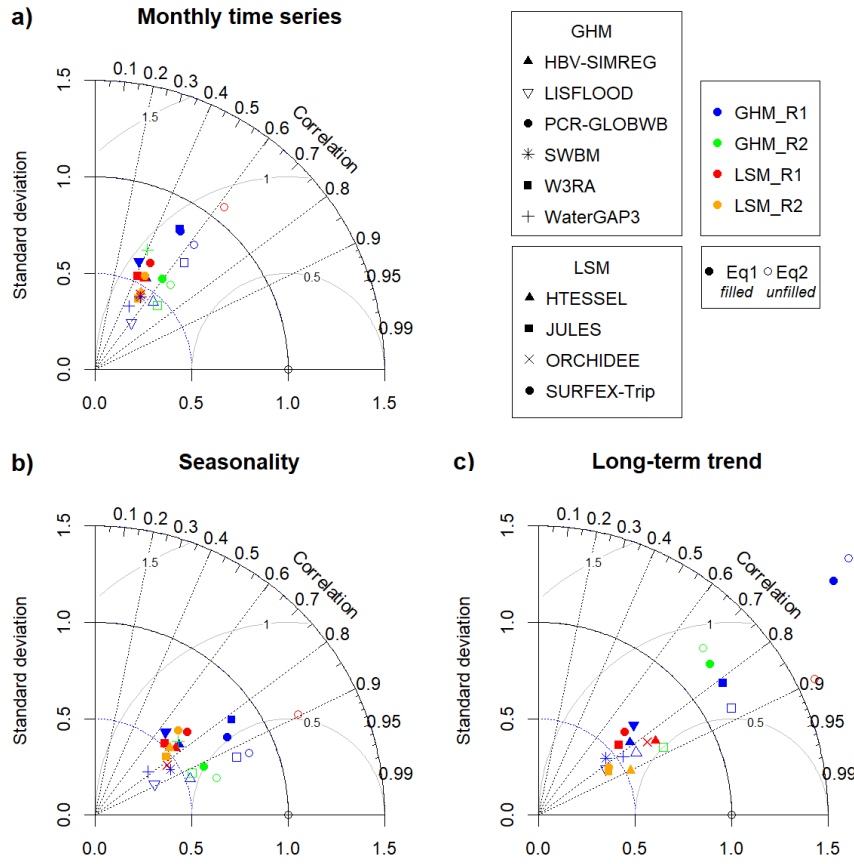 a)
Monthly time series
Standard deviation
1.5
1.0
0.5
0.0
0.0
0.5
1.0
1.5
0.1
0.2
0.3
0.4
0.5
0.6
0.7
0.8
0.9
0.95
0.99
Correlation
1.5
1
0.5
GHM
HBV-SIMREG
LISFLOOD
PCR-GLOBWB
SWBM
W3RA
WaterGAP3
GHM_R1
GHM_R2
LSM_R1
LSM_R2
LSM
HTESSEL
JULES
ORCHIDEE
SURFEX-Trip
Eq1 Eq2
filled unfilled
b)
Seasonality
Standard deviation
1.5
1.0
0.5
0.0
0.0
0.5
1.0
1.5
0.1
0.2
0.3
0.4
0.5
0.6
0.7
0.8
0.9
0.95
0.99
Correlation
1.5
1
0.5
c)
Long-term trend
Standard deviation
1.5
1.0
0.5
0.0
0.0
0.5
1.0
1.5
0.1
0.2
0.3
0.4
0.5
0.6
0.7
0.8
0.9
0.95
0.99
Correlation
1.5
1
0.5